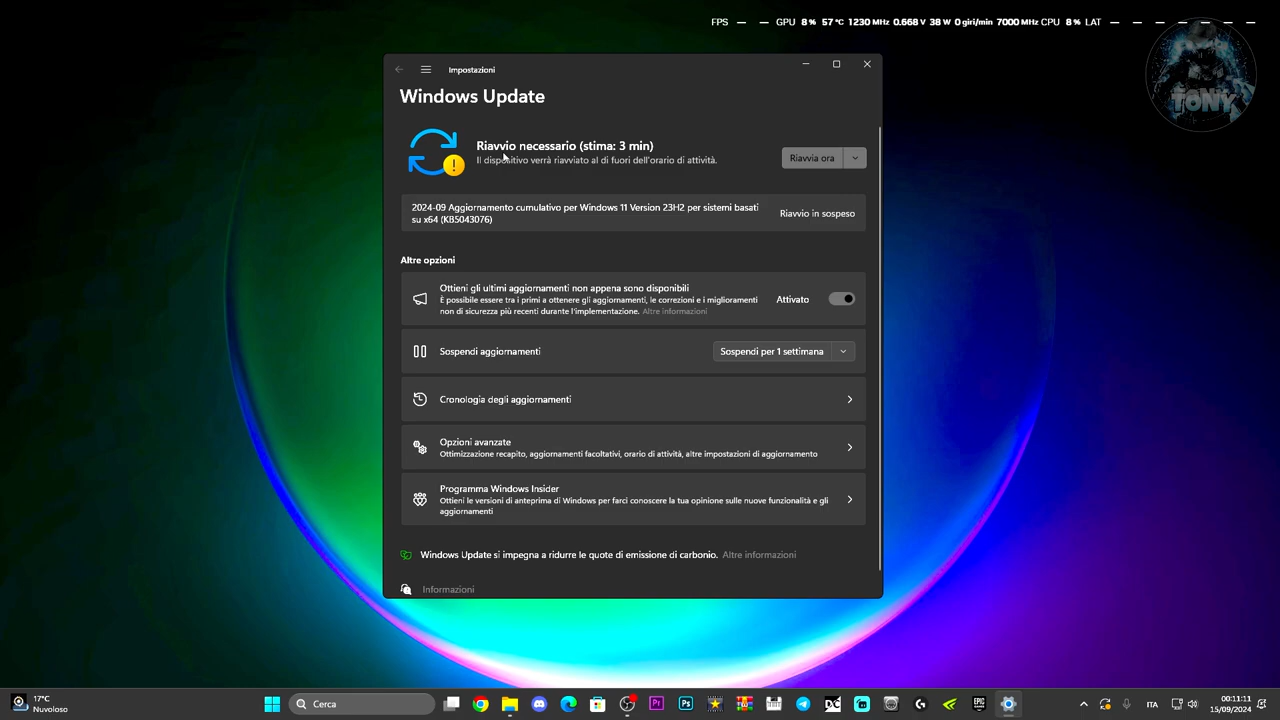 FPS — — GPU 8 % 57 °C 1230 MHz 0.668 V 38 W 0 giri/min 7000 MHz CPU 8 % LAT — — — — — — —
TONY
Impostazioni
Windows Update
Riavvio necessario (stima: 3 min)
Il dispositivo verrà riavviato al di fuori dell'orario di attività.
Riavvia ora
2024-09 Aggiornamento cumulativo per Windows 11 Version 23H2 per sistemi basati
su x64 (KB5043076)
Riavvio in sospeso
Altre opzioni
Ottieni gli ultimi aggiornamenti non appena sono disponibili
È possibile essere tra i primi a ottenere gli aggiornamenti, le correzioni e i miglioramenti
non di sicurezza più recenti durante l'implementazione. Altre informazioni
Attivato
Sospendi aggiornamenti
Sospendi per 1 settimana
Cronologia degli aggiornamenti
Opzioni avanzate
Ottimizzazione recapito, aggiornamenti facoltativi, orario di attività, altre impostazioni di aggiornamento
Programma Windows Insider
Ottieni le versioni di anteprima di Windows per farci conoscere la tua opinione sulle nuove funzionalità e gli
aggiornamenti
Windows Update si impegna a ridurre le quote di emissione di carbonio. Altre informazioni
Informazioni
17°C
Nuvoloso
Cerca
Pr
Ps
DC
EPIC
ITA
00:11:11
15/09/2024